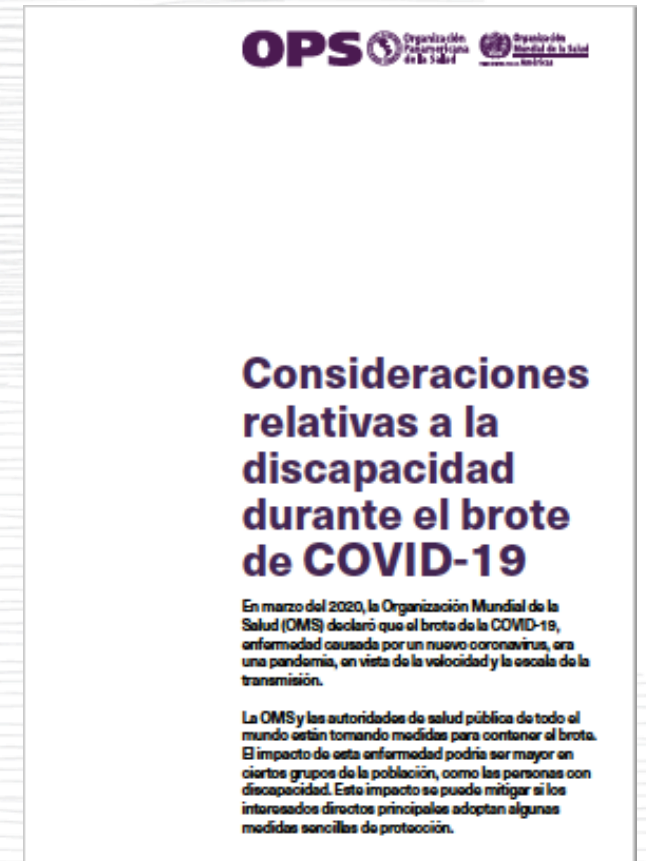 OPS Organización Panamericana de la Salud Organización Mundial de la Salud Américas
Consideraciones
relativas a la
discapacidad
durante el brote
de COVID-19
En marzo del 2020, la Organización Mundial de la
Salud (OMS) declaró que el brote de la COVID-19,
enfermedad causada por un nuevo coronavirus, era
una pandemia, en vista de la velocidad y la escala de la
transmisión.
La OMS y las autoridades de salud pública de todo el
mundo están tomando medidas para contener el brote.
El impacto de esta enfermedad podría ser mayor en
ciertos grupos de la población, como las personas con
discapacidad. Este impacto se puede mitigar si los
interesados directos principales adoptan algunas
medidas sencillas de protección.